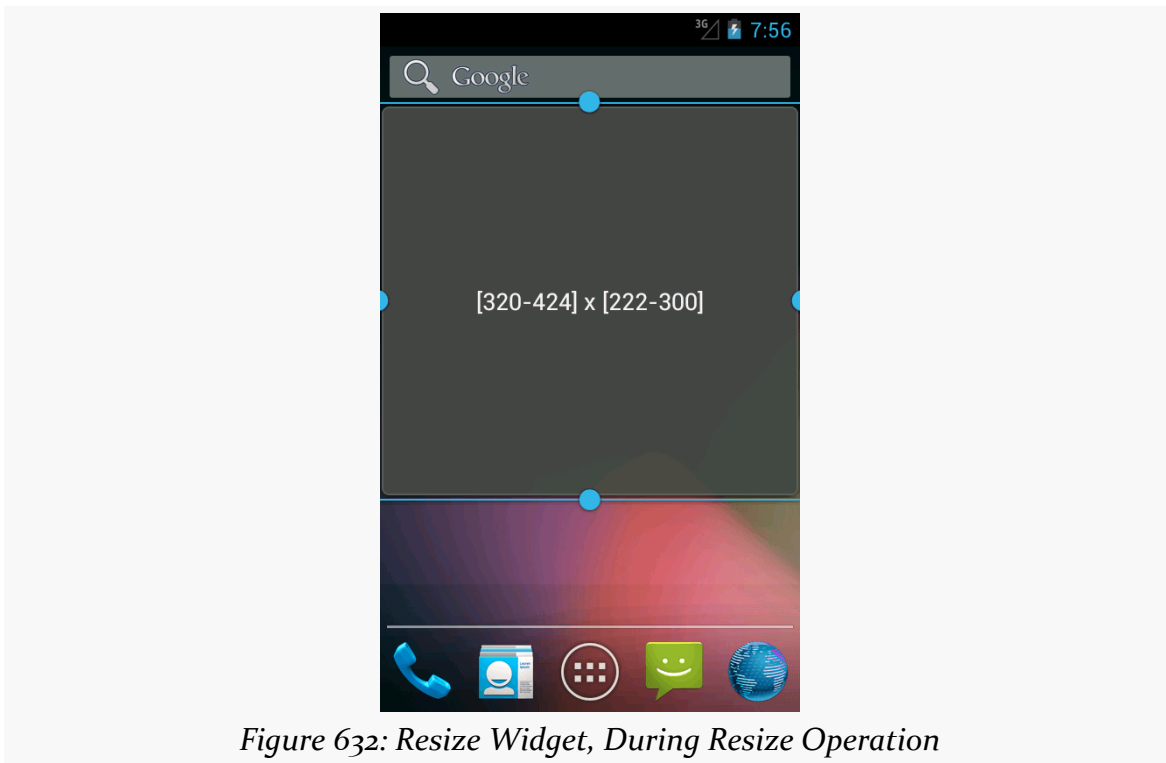 3G 7:56
Google
[320-424] x [222-300]
Figure 632: Resize Widget, During Resize Operation